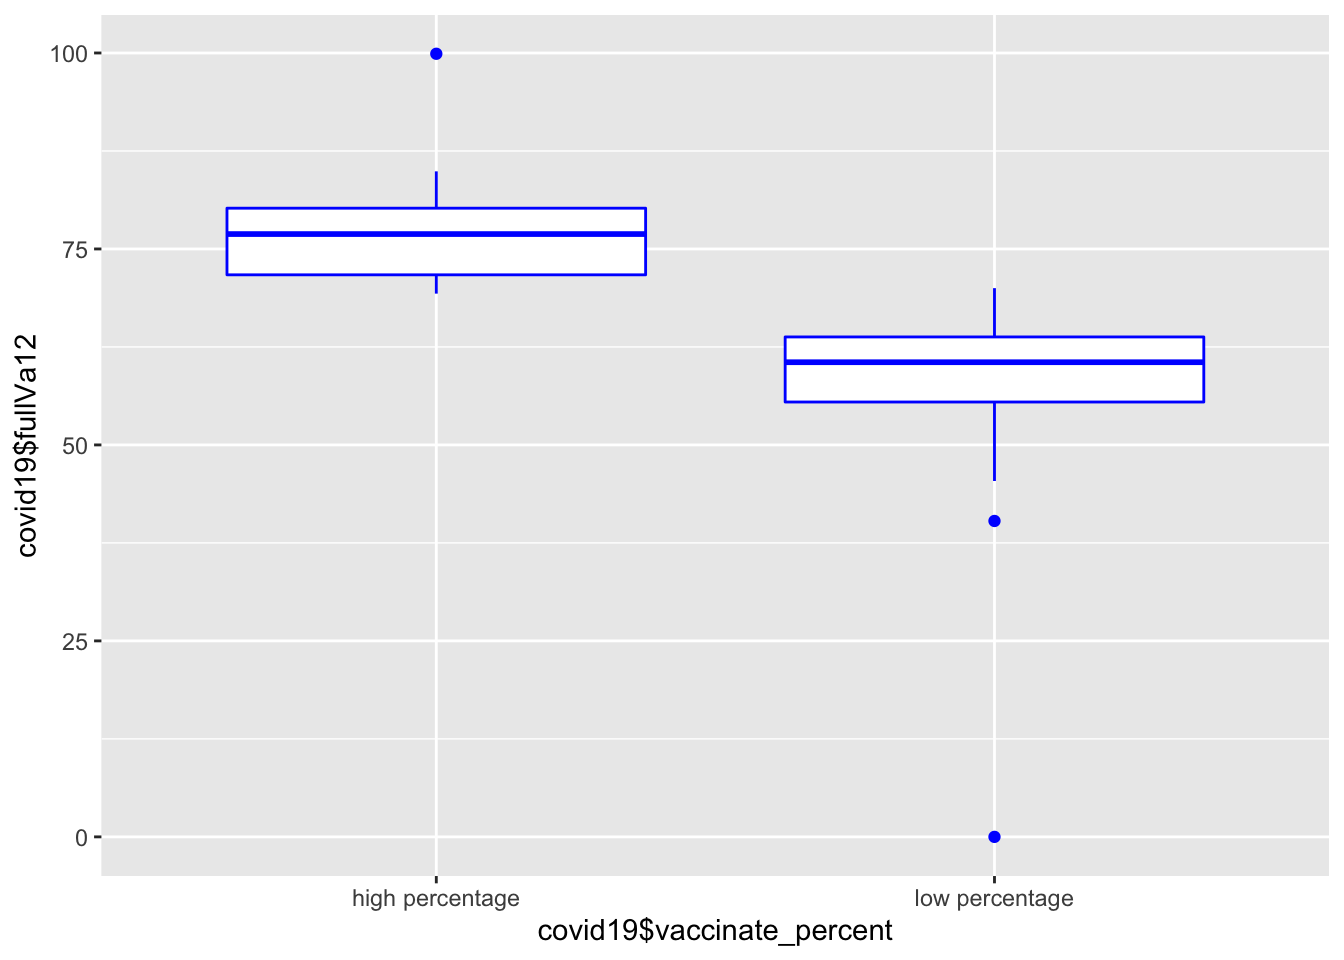 covid19$fullVa12
100
75
50
25
0
high percentage
low percentage
covid19$vaccinate_percent